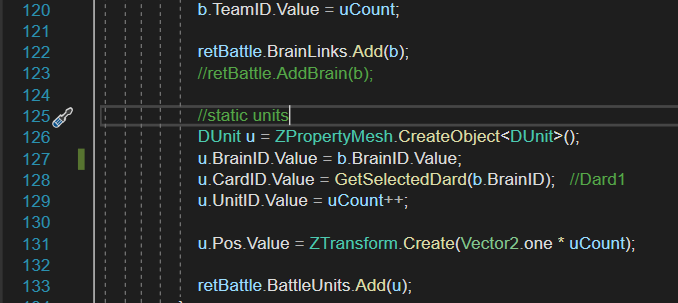 120 b.TeamID.Value = uCount;
121
122 retBattle.BrainLinks.Add(b);
123 //retBattle.AddBrain(b);
124
125 //static units
126 DUnit u = ZPropertyMesh.CreateObject<DUnit>();
127 u.BrainID.Value = b.BrainID.Value;
128 u.CardID.Value = GetSelectedDard(b.BrainID); //Dard1
129 u.UnitID.Value = uCount++;
130
131 u.Pos.Value = ZTransform.Create(Vector2.one * uCount);
132
133 retBattle.BattleUnits.Add(u);